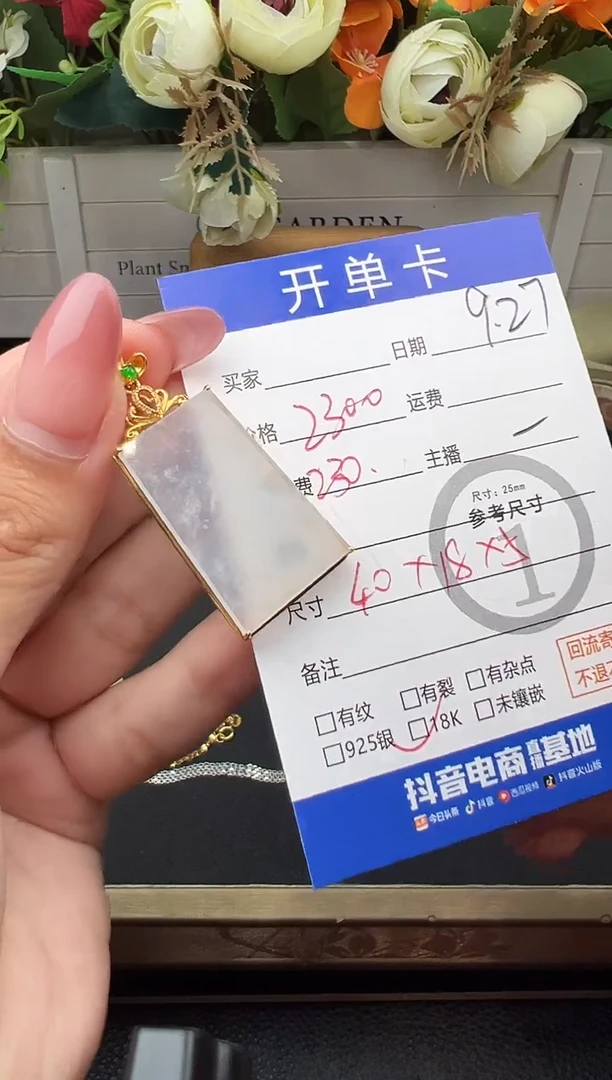 GARDEN
Plant
开单卡
买家 日期 9.27
格 2300 运费
费 230. 主播
尺寸:25mm
参考尺寸
1
尺寸 40×18×5
备注
□有纹 □有裂 □有杂点
□925银 □18K □未镶嵌
回流寄
不退
抖音电商直播基地
今日头条 抖音 西瓜视频 抖音火山版